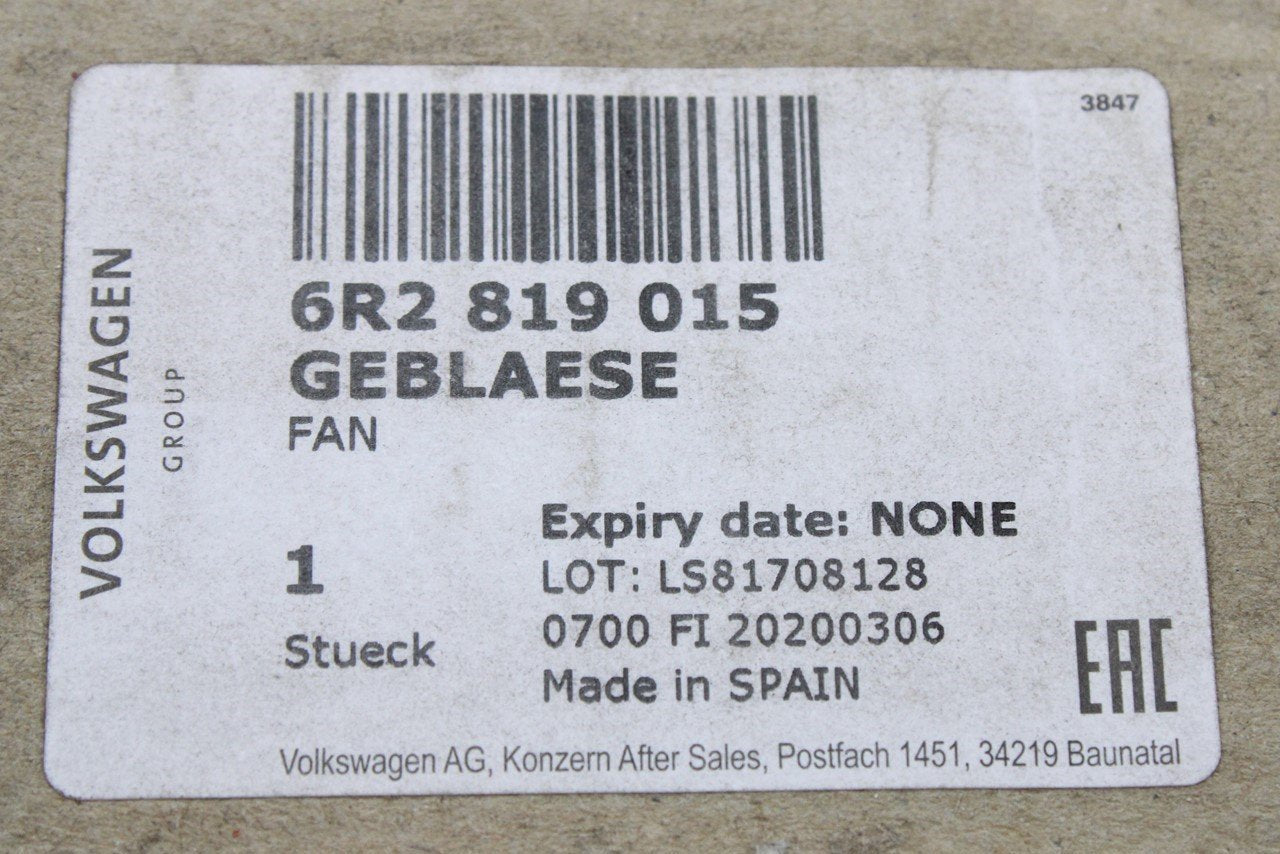 3847
VOLKSWAGEN
GROUP
6R2 819 015
GEBLAESE
FAN
1
Stueck
Expiry date: NONE
LOT: LS81708128
0700 FI 20200306
Made in SPAIN
EAC
Volkswagen AG, Konzern After Sales, Postfach 1451, 34219 Baunatal